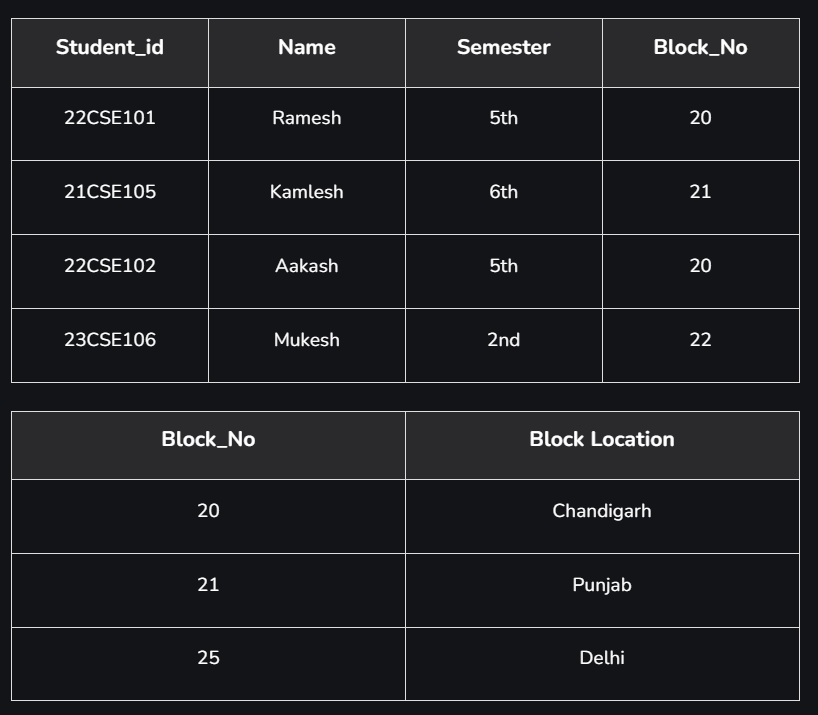 Student_id Name Semester Block_No
22CSE101 Ramesh 5th 20
21CSE105 Kamlesh 6th 21
22CSE102 Aakash 5th 20
23CSE106 Mukesh 2nd 22
Block_No Block Location
20 Chandigarh
21 Punjab
25 Delhi